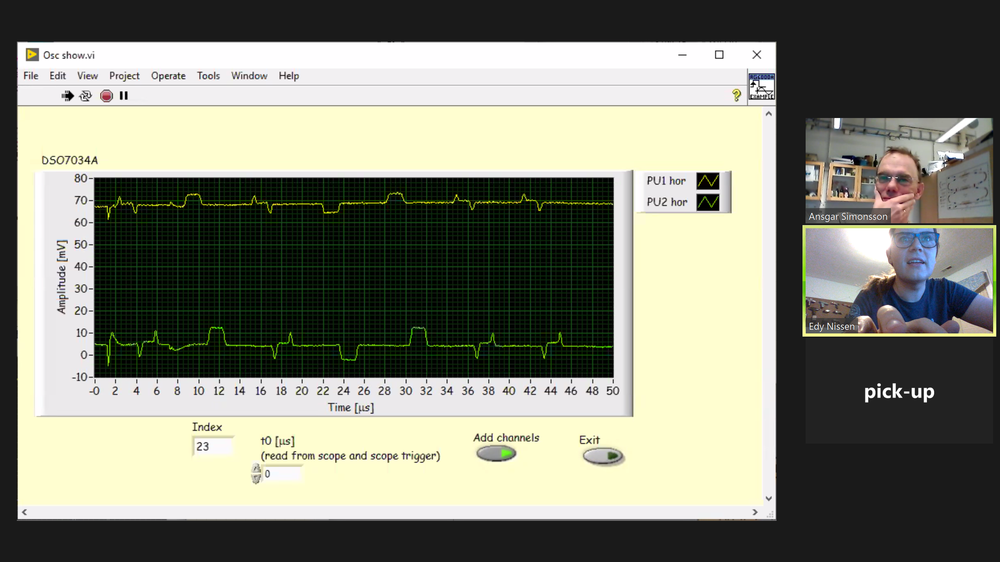 Osc show.vi
File Edit View Project Operate Tools Window Help
AG6000A
EXAMPLE
DSO7034A
80
70
60
50
40
30
20
10
0
-10
Amplitude [mV]
-0 2 4 6 8 10 12 14 16 18 20 22 24 26 28 30 32 34 36 38 40 42 44 46 48 50
Time [µs]
PU1 hor
PU2 hor
Index
23
t0 [µs]
(read from scope and scope trigger)
0
Add channels
Exit
Ansgar Simonsson
Edy Nissen
pick-up